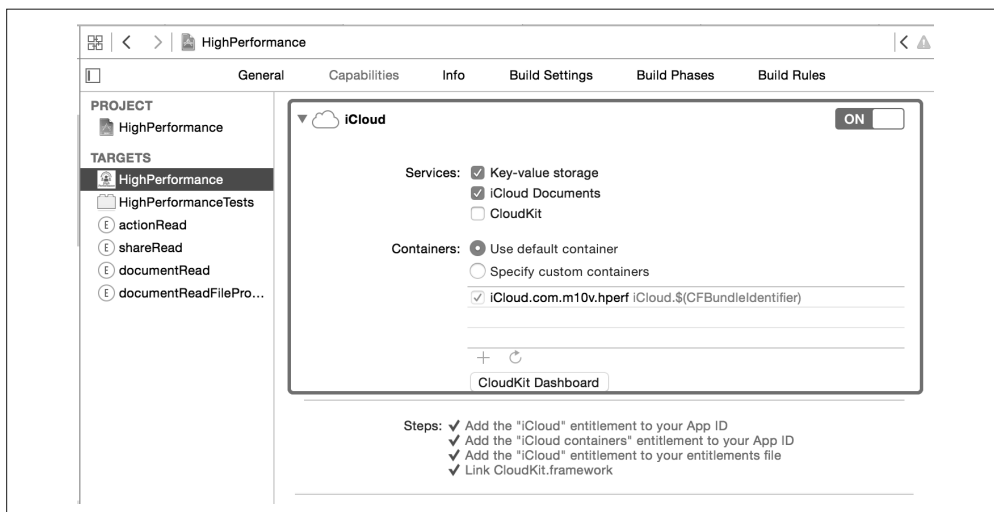 HighPerformance
General Capabilities Info Build Settings Build Phases Build Rules
PROJECT
HighPerformance
TARGETS
HighPerformance
HighPerformanceTests
E actionRead
E shareRead
E documentRead
E documentReadFilePro...
iCloud ON
Services: Key-value storage
iCloud Documents
CloudKit
Containers: Use default container
Specify custom containers
iCloud.com.m10v.hperf iCloud.$(CFBundleIdentifier)
CloudKit Dashboard
Steps: ✔ Add the "iCloud" entitlement to your App ID
✔ Add the "iCloud containers" entitlement to your App ID
✔ Add the "iCloud" entitlement to your entitlements file
✔ Link CloudKit.framework